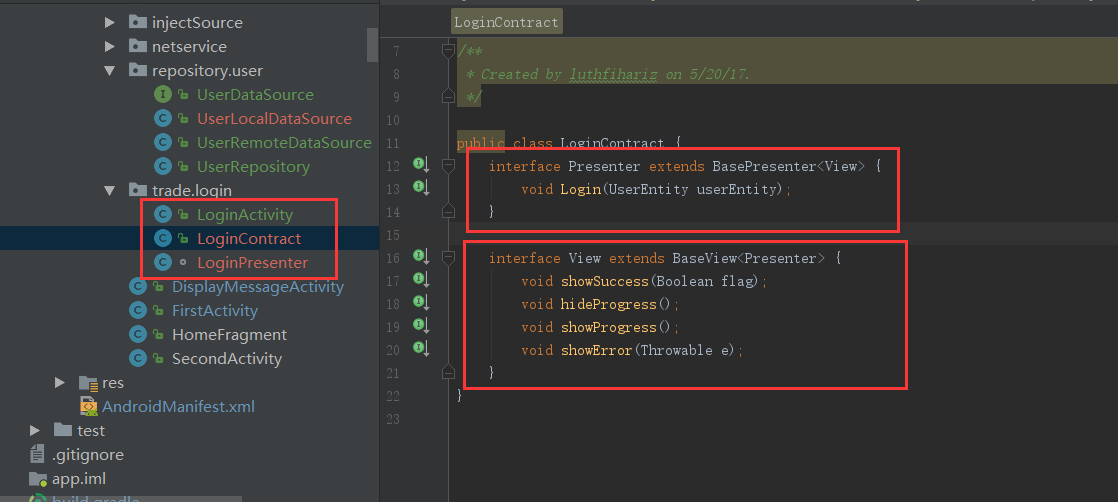 injectSource
netservice
repository.user
UserDataSource
UserLocalDataSource
UserRemoteDataSource
UserRepository
trade.login
LoginActivity
LoginContract
LoginPresenter
DisplayMessageActivity
FirstActivity
HomeFragment
SecondActivity
res
AndroidManifest.xml
test
.gitignore
app.iml
build.gradle
LoginContract
7 /**
8 * Created by luthfihariz on 5/20/17.
9 */
10
11 public class LoginContract {
12 interface Presenter extends BasePresenter<View> {
13 void Login(UserEntity userEntity);
14 }
15
16 interface View extends BaseView<Presenter> {
17 void showSuccess(Boolean flag);
18 void hideProgress();
19 void showProgress();
20 void showError(Throwable e);
21 }
22 }
23